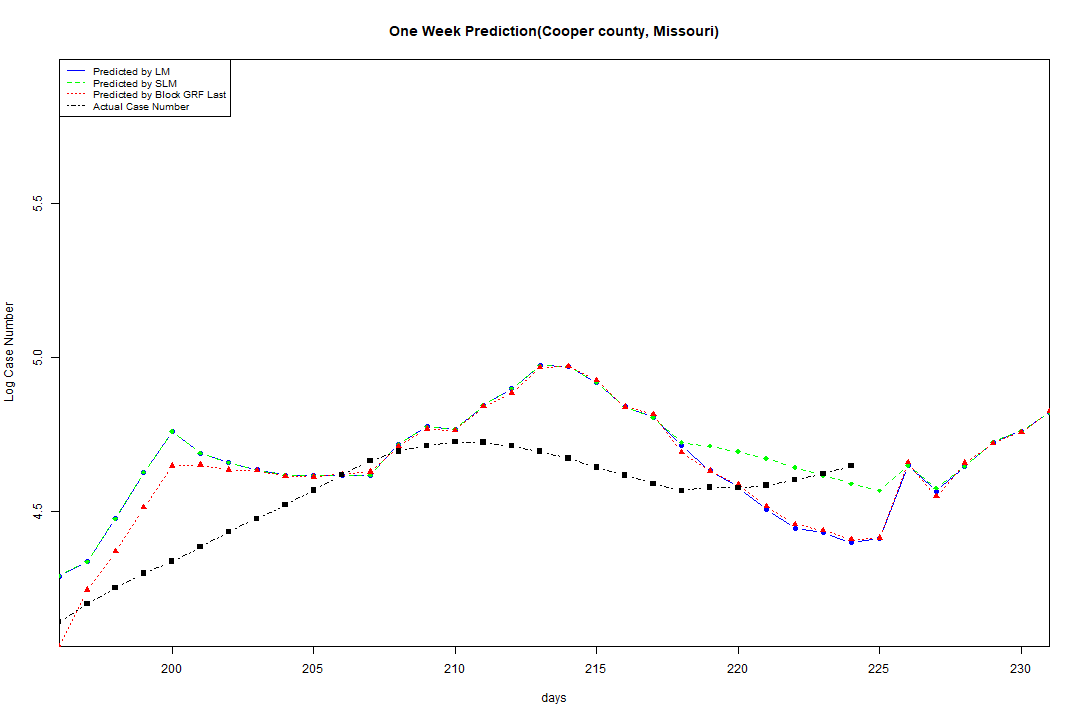 One Week Prediction(Cooper county, Missouri)
Predicted by LM
Predicted by SLM
Predicted by Block GRF Last
Actual Case Number
5.5
5.0
4.5
Log Case Number
200 205 210 215 220 225 230
days